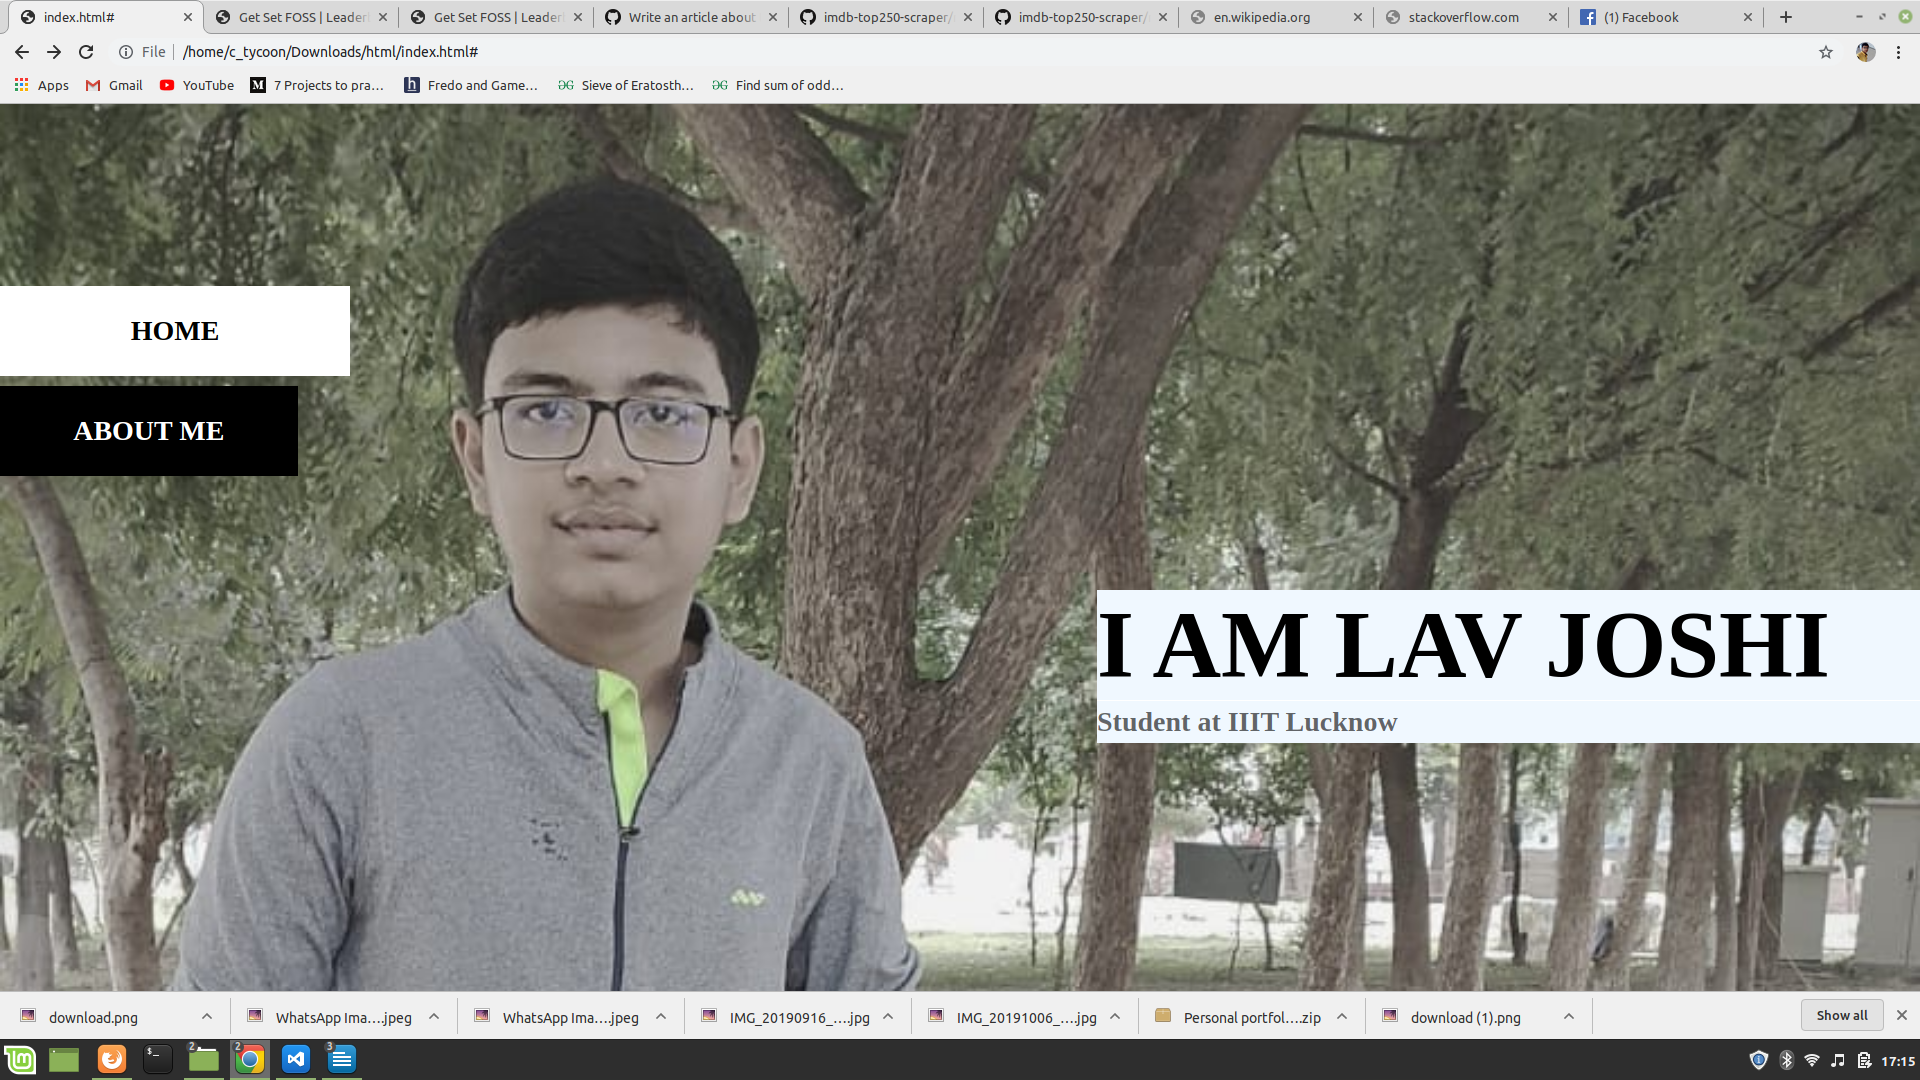 index.html#
Get Set FOSS | Leader
Get Set FOSS | Leader
Write an article about
imdb-top250-scraper/
imdb-top250-scraper/
en.wikipedia.org
stackoverflow.com
(1) Facebook
File
/home/c_tycoon/Downloads/html/index.html#
Apps
Gmail
YouTube
7 Projects to pra...
Fredo and Game...
Sieve of Eratosth...
Find sum of odd...
HOME
ABOUT ME
I AM LAV JOSHI
Student at IIIT Lucknow
download.png
WhatsApp Ima....jpeg
WhatsApp Ima....jpeg
IMG_20190916_....jpg
IMG_20191006_....jpg
Personal portfol....zip
download (1).png
Show all
2
2
3
17:15